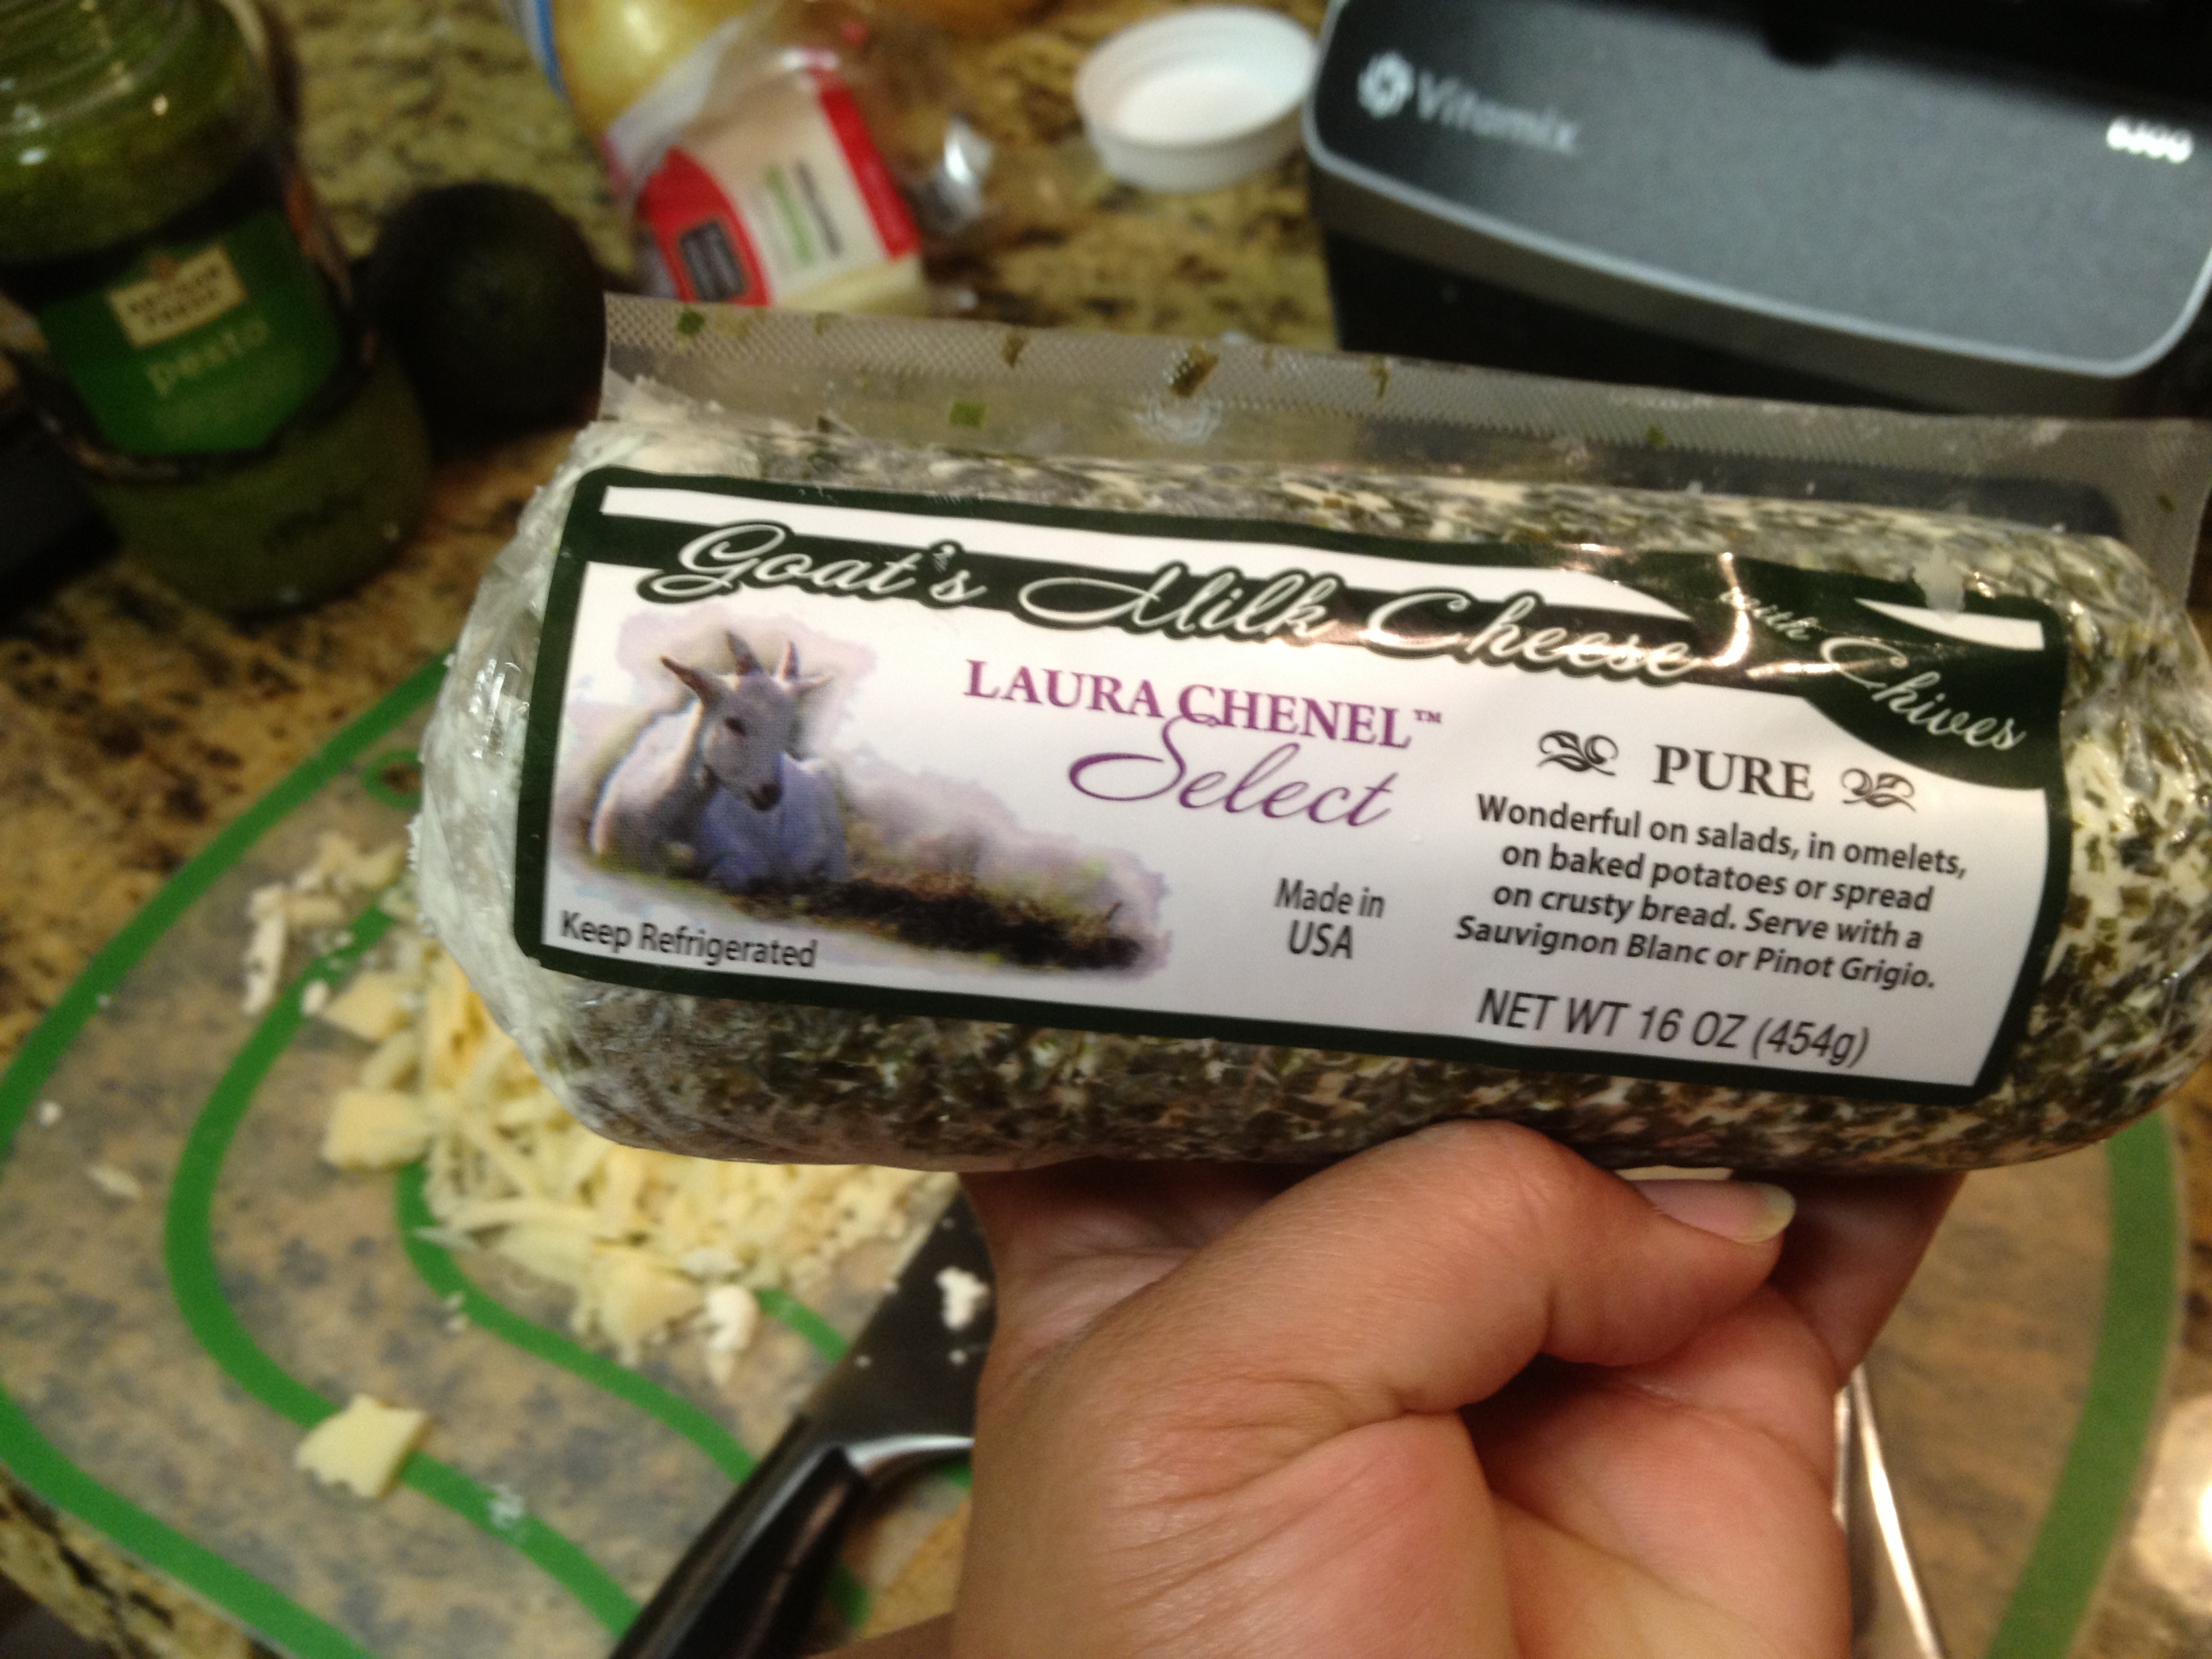 Vitamix
6300
pesto
Goat's Milk Cheese
with Chives
LAURA CHENEL™
Select
PURE
Wonderful on salads, in omelets,
on baked potatoes or spread
on crusty bread. Serve with a
Sauvignon Blanc or Pinot Grigio.
Made in
USA
Keep Refrigerated
NET WT 16 OZ (454g)